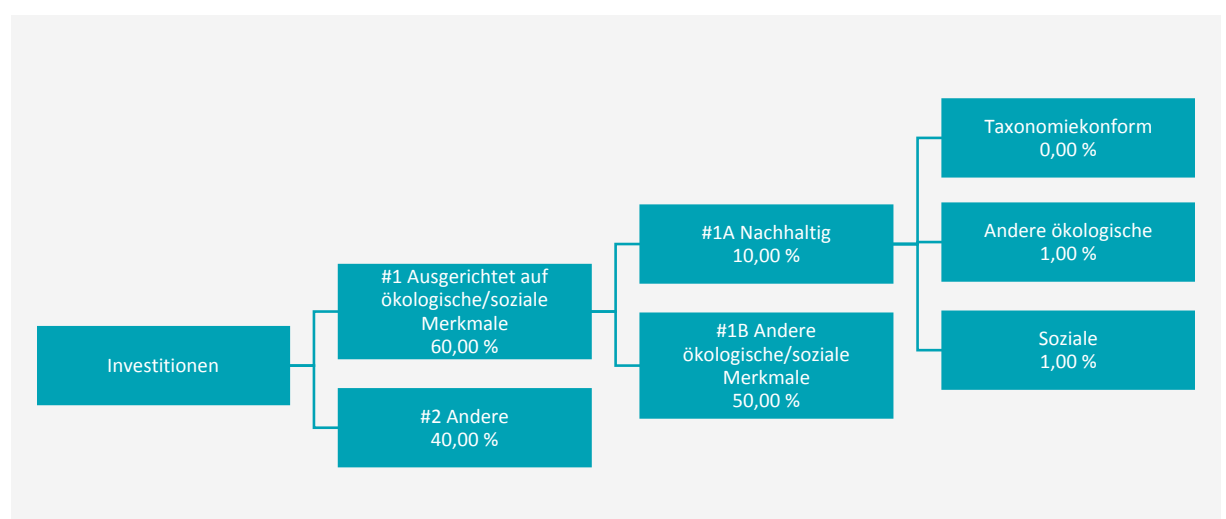 Investitionen
#1 Ausgerichtet auf
ökologische/soziale
Merkmale
60,00 %
#2 Andere
40,00 %
#1A Nachhaltig
10,00 %
#1B Andere
ökologische/soziale
Merkmale
50,00 %
Taxonomiekonform
0,00 %
Andere ökologische
1,00 %
Soziale
1,00 %